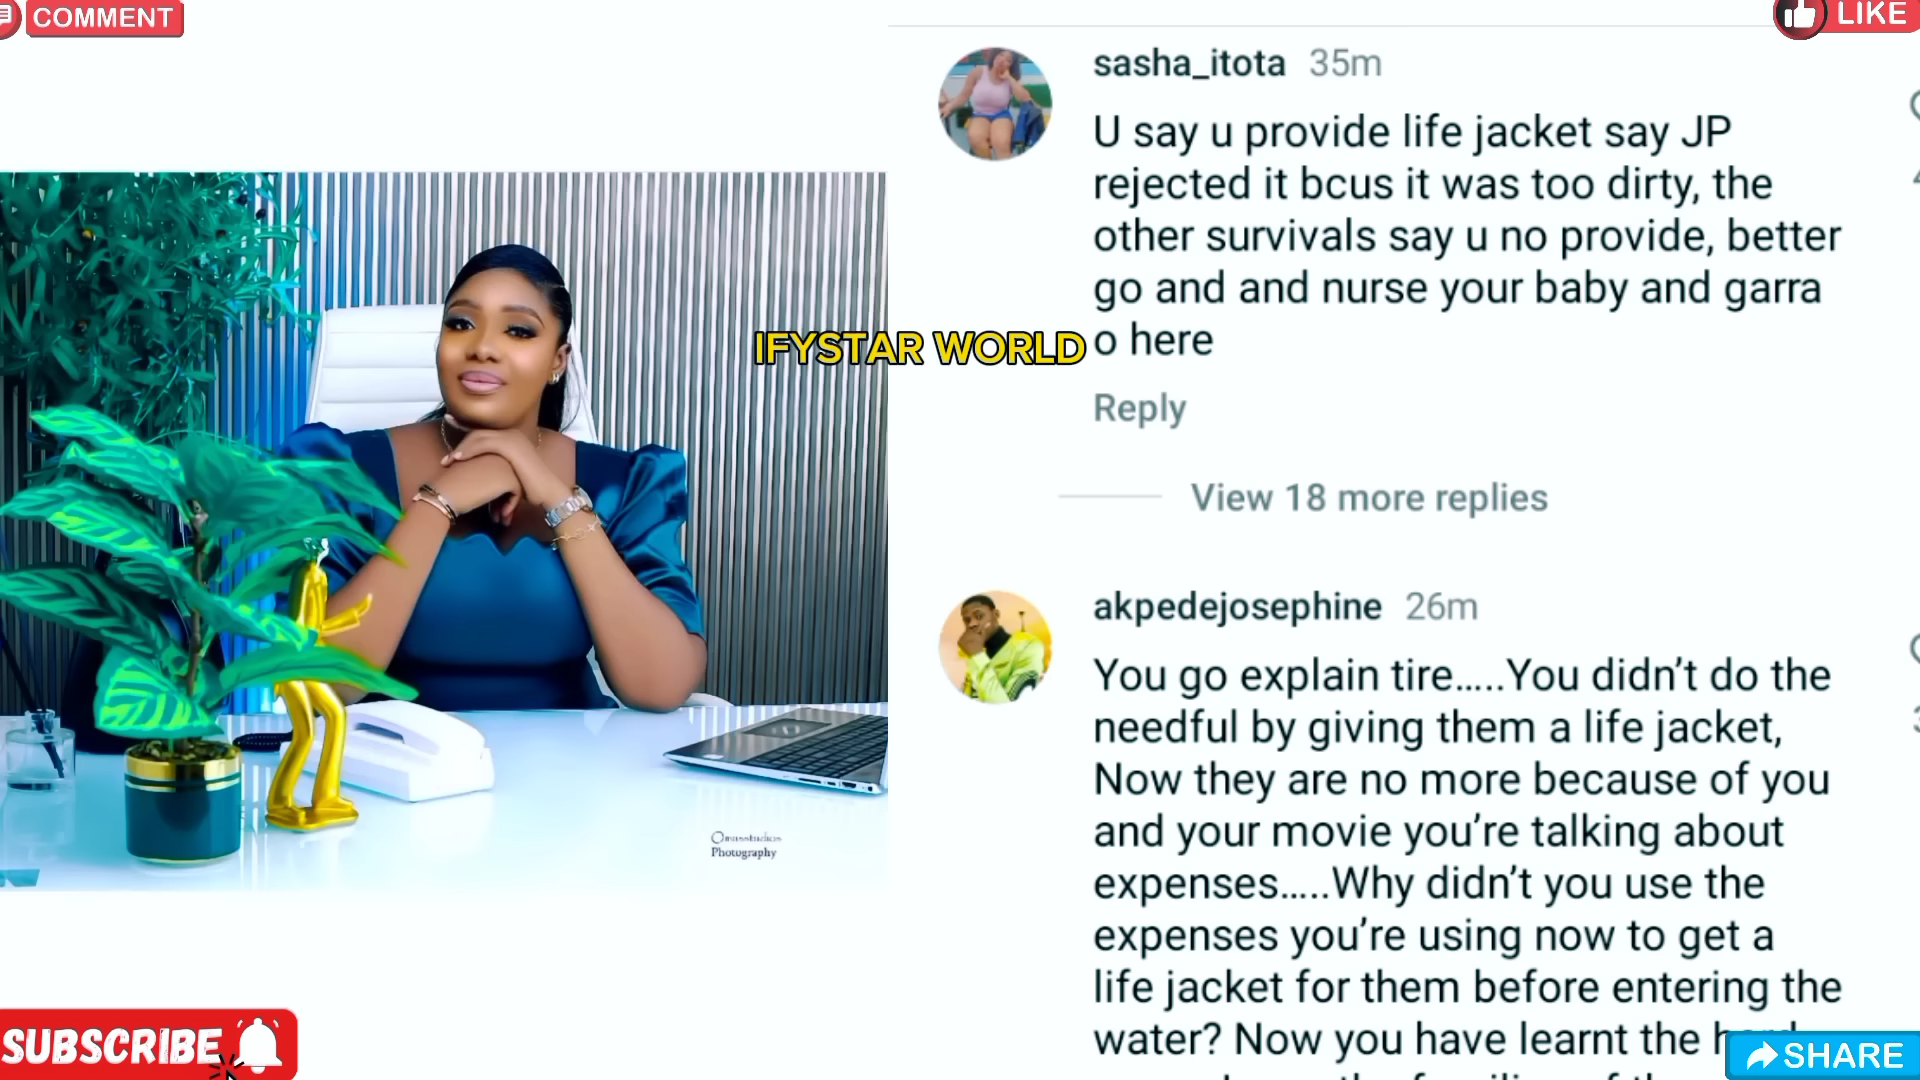 COMMENT
LIKE
sasha_itota 35m
U say u provide life jacket say JP
rejected it bcus it was too dirty, the
other survivals say u no provide, better
go and and nurse your baby and garra
o here
IFYSTAR WORLD
Reply
View 18 more replies
akpedejosephine 26m
You go explain tire.....You didn't do the
needful by giving them a life jacket,
Now they are no more because of you
and your movie you're talking about
expenses.....Why didn't you use the
expenses you're using now to get a
life jacket for them before entering the
water? Now you have learnt the hard
Photography
SUBSCRIBE
SHARE